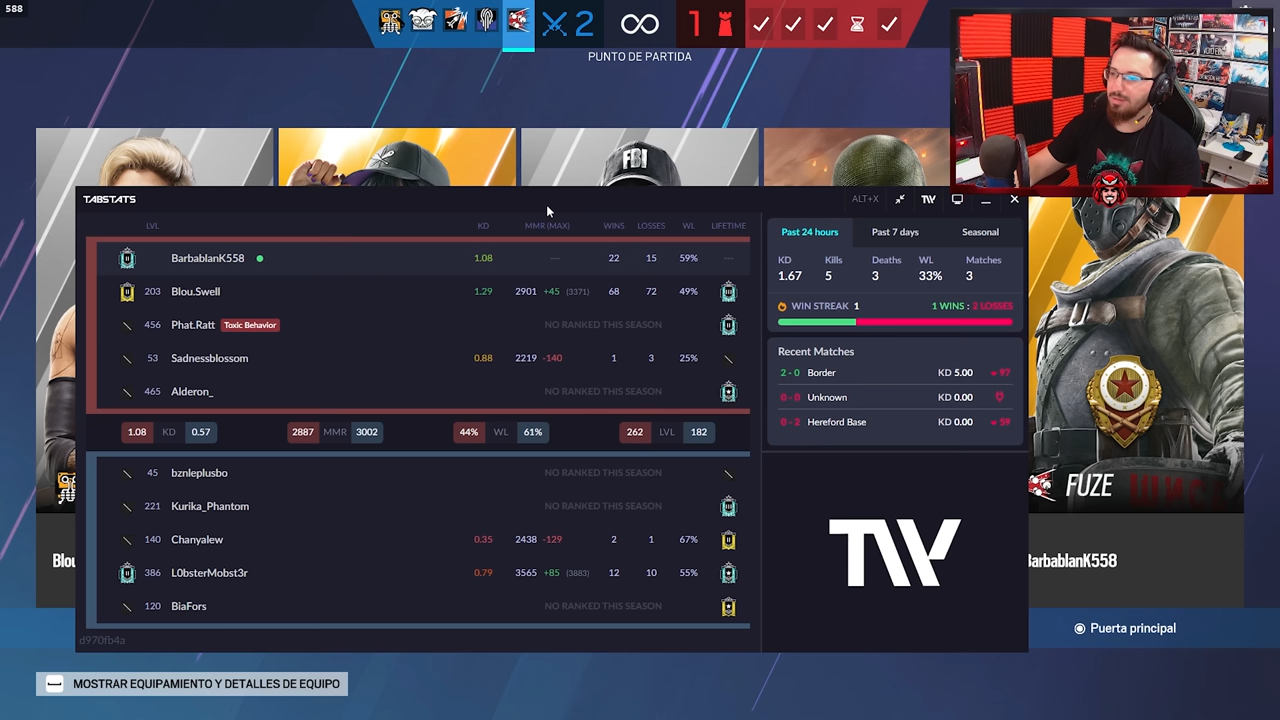 588
2
1
PUNTO DE PARTIDA
FBI
TABSTATS
ALT+X
LVL KD MMR (MAX) WINS LOSSES WL LIFETIME
BarbablanK558 1.08 --- 22 15 59% ---
203 Blou.Swell 1.29 2901 +45 (3371) 68 72 49%
456 Phat.Ratt Toxic Behavior NO RANKED THIS SEASON
53 Sadnessblossom 0.88 2219 -140 1 3 25%
465 Alderon_ NO RANKED THIS SEASON
1.08 KD 0.57 2887 MMR 3002 44% WL 61% 262 LVL 182
45 bznleplusbo NO RANKED THIS SEASON
221 Kurika_Phantom NO RANKED THIS SEASON
140 Chanyalew 0.35 2438 -129 2 1 67%
386 L0bsterMobst3r 0.79 3565 +85 (3883) 12 10 55%
120 BiaFors NO RANKED THIS SEASON
d970fb4a
Past 24 hours Past 7 days Seasonal
KD Kills Deaths WL Matches
1.67 5 3 33% 3
WIN STREAK 1 1 WINS : 2 LOSSES
Recent Matches
2 - 0 Border KD 5.00 97
0 - 0 Unknown KD 0.00
0 - 2 Hereford Base KD 0.00 59
FUZE
Blou
BarbablanK558
Puerta principal
MOSTRAR EQUIPAMIENTO Y DETALLES DE EQUIPO